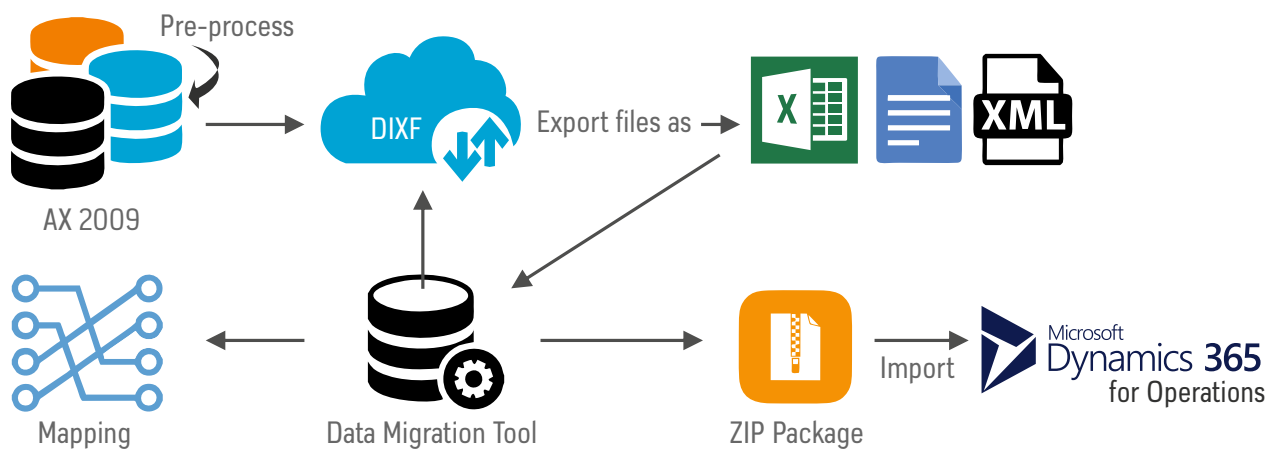 Pre-process
DIXF
Export files as
X
XML
AX 2009
Mapping
Data Migration Tool
ZIP Package
Import
Microsoft
Dynamics 365
for Operations